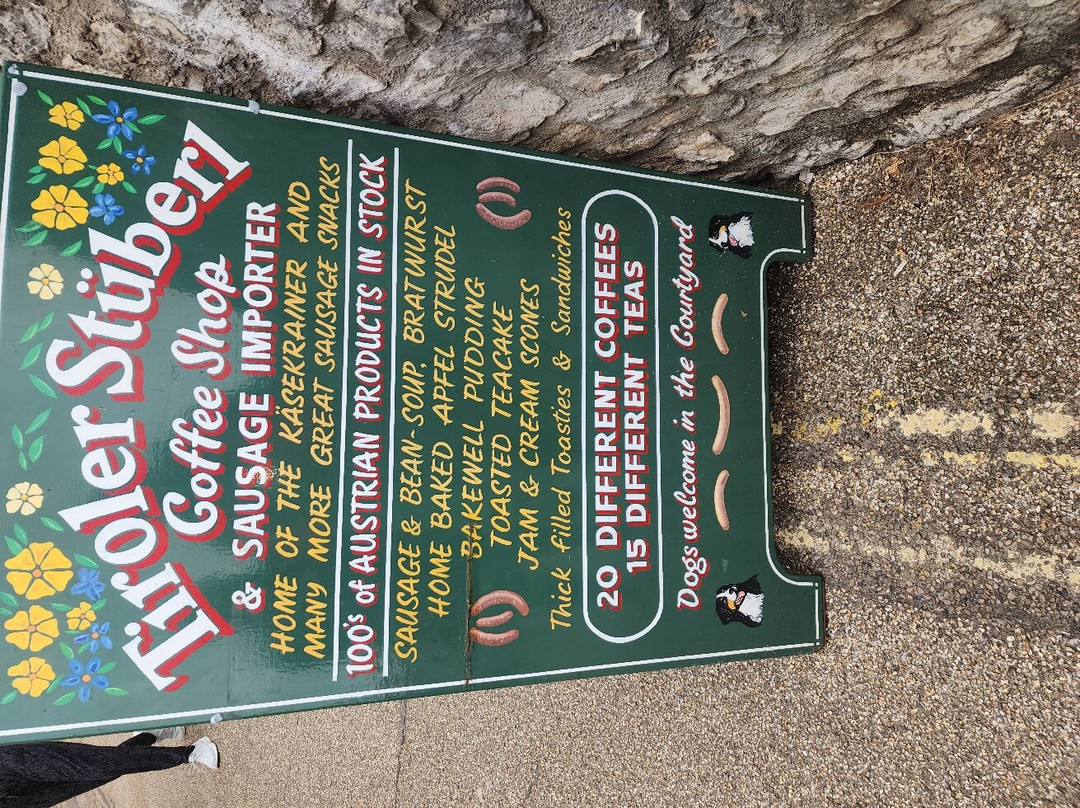 Tiroler Stüberl
Coffee Shop
& SAUSAGE IMPORTER
HOME OF THE KÄSEKRAINER AND
MANY MORE GREAT SAUSAGE SNACKS
100's of AUSTRIAN PRODUCTS IN STOCK
SAUSAGE & BEAN-SOUP, BRATWURST
HOME BAKED APFEL STRUDEL
BAKEWELL PUDDING
TOASTED TEACAKE
JAM & CREAM SCONES
Thick filled Toasties & Sandwiches
20 DIFFERENT COFFEES
15 DIFFERENT TEAS
Dogs welcome in the Courtyard